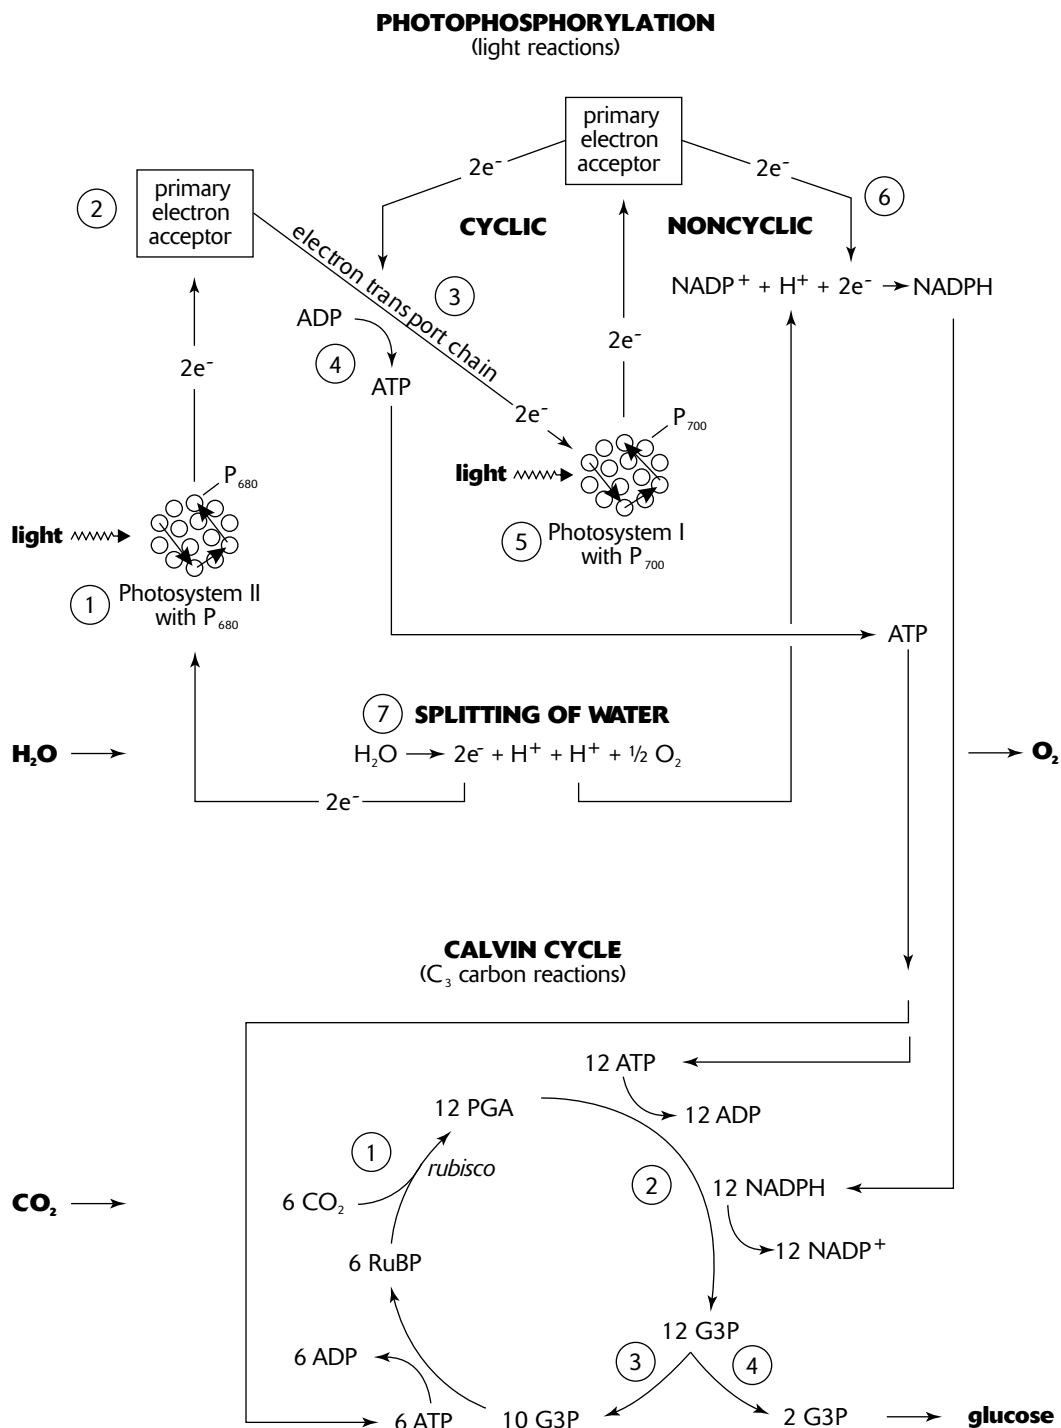 PHOTOPHOSPHORYLATION
(light reactions)
primary
electron
acceptor
2e⁻
2e⁻
2
primary
electron
acceptor
6
CYCLIC
NONCYCLIC
electron transport chain
3
NADP⁺ + H⁺ + 2e⁻ → NADPH
ADP
4
ATP
2e⁻
2e⁻
2e⁻
P₇₀₀
light
P₆₈₀
light
5
Photosystem I
with P₇₀₀
1
Photosystem II
with P₆₈₀
ATP
7
SPLITTING OF WATER
H₂O
H₂O → 2e⁻ + H⁺ + H⁺ + ½ O₂
O₂
2e⁻
CALVIN CYCLE
(C₃ carbon reactions)
12 ATP
12 PGA
12 ADP
1
rubisco
2
12 NADPH
CO₂
6 CO₂
12 NADP⁺
6 RuBP
12 G3P
6 ADP
3
4
6 ATP
10 G3P
2 G3P
glucose